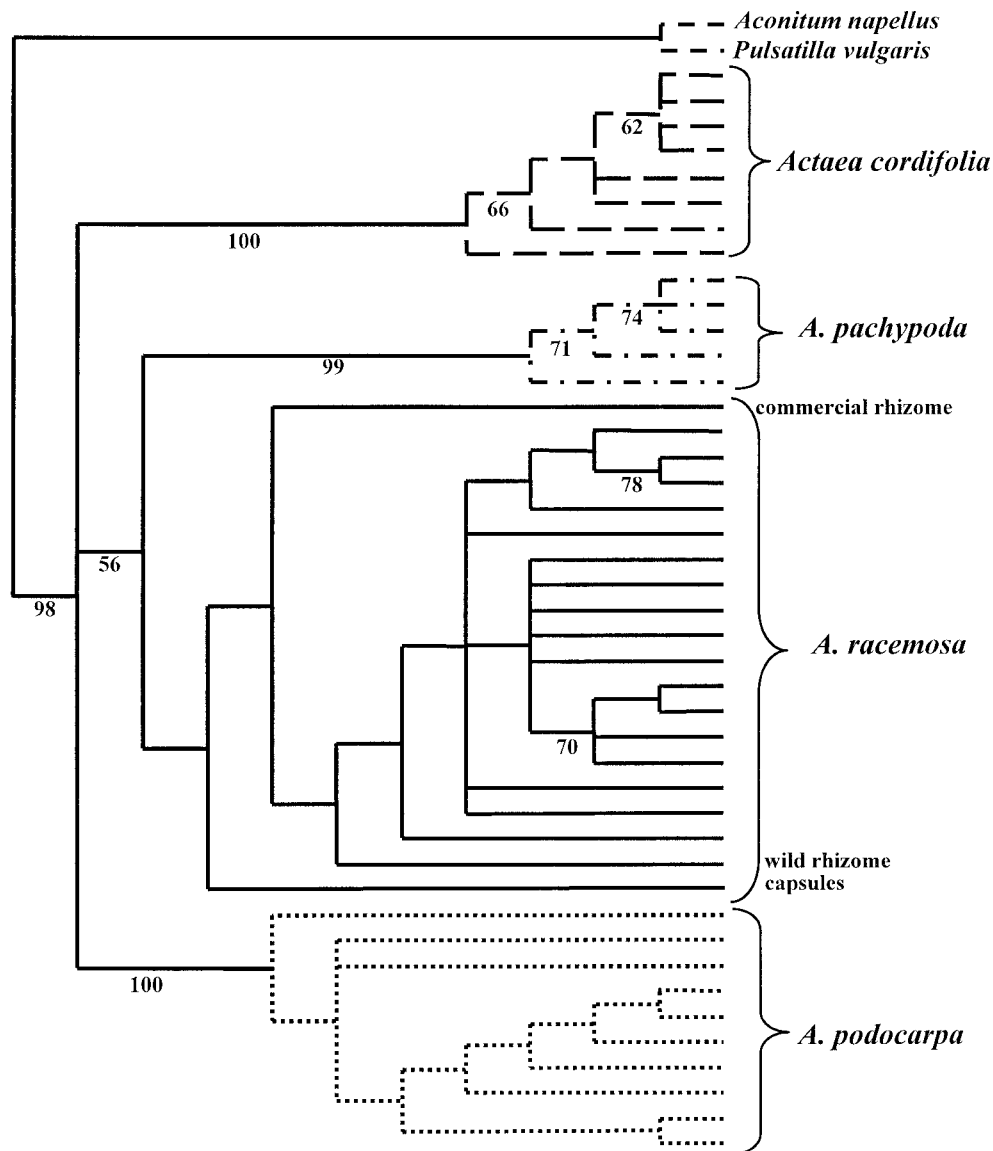 Aconitum napellus
Pulsatilla vulgaris
62
Actaea cordifolia
66
100
A. pachypoda
74
71
99
commercial rhizome
78
56
98
A. racemosa
70
wild rhizome
capsules
100
A. podocarpa